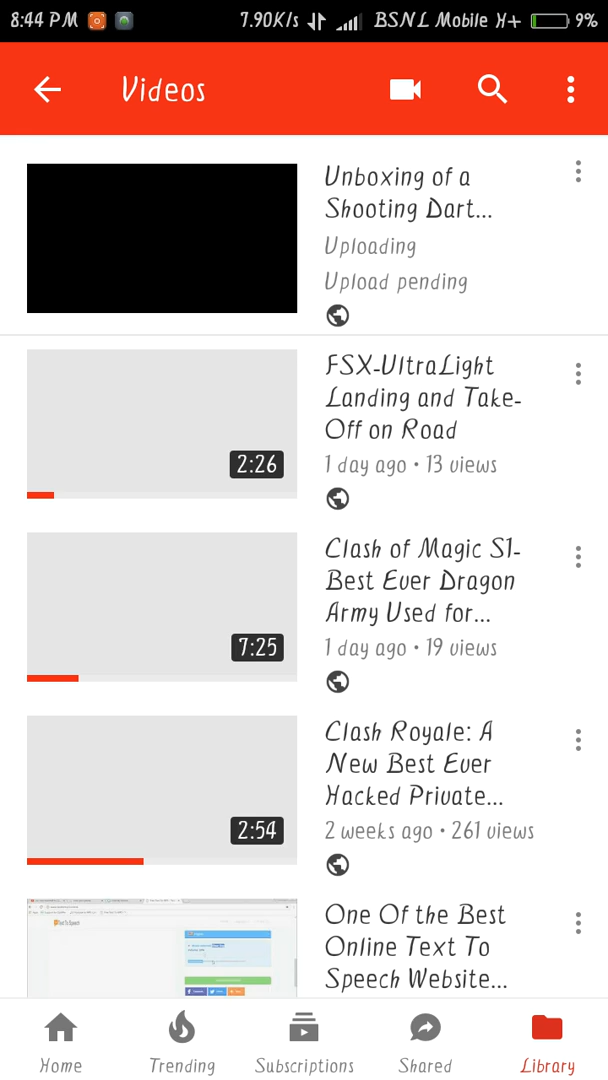 8:44 PM 7.90K/s BSNL Mobile H+ 9%
Videos
Unbozing of a
Shooting Dart...
Uploading
Upload pending
FSX-UltraLight
Landing and Take-
Off on Road
1 day ago • 13 views
2:26
Clash of Magic S1-
Best Ever Dragon
Army Used for...
1 day ago • 19 views
7:25
Clash Royale: A
New Best Ever
Hacked Private...
2 weeks ago • 261 views
2:54
One Of the Best
Online Text To
Speech Website...
Home Trending Subscriptions Shared Library